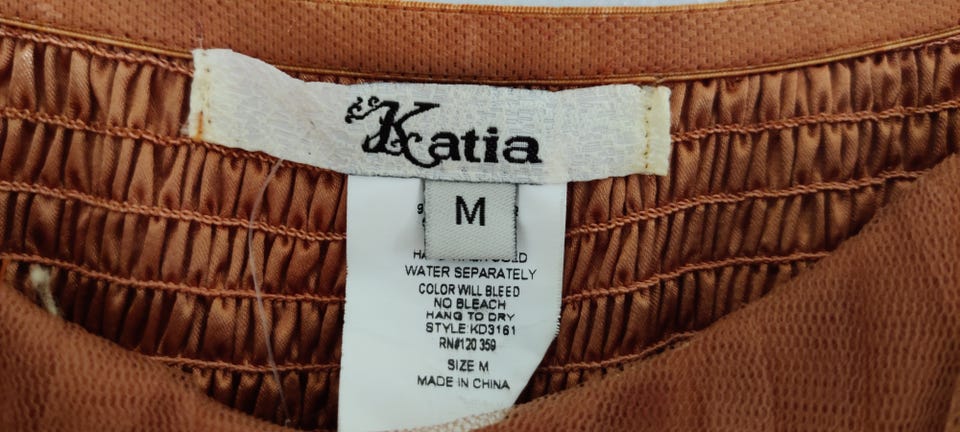 Katia
M
WATER SEPARATELY
COLOR WILL BLEED
NO BLEACH
HANG TO DRY
STYLE:KD3161
RN#120 359
SIZE M
MADE IN CHINA